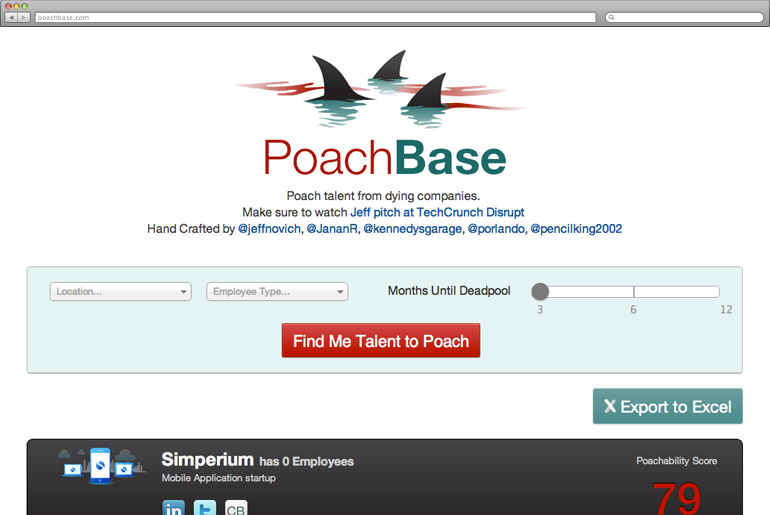 poachbase.com
PoachBase
Poach talent from dying companies.
Make sure to watch Jeff pitch at TechCrunch Disrupt
Hand Crafted by @jeffnovich, @JananR, @kennedysgarage, @porlando, @pencilking2002
Location...
Employee Type...
Months Until Deadpool
3
6
12
Find Me Talent to Poach
X Export to Excel
Simperium has 0 Employees
Mobile Application startup
Poachability Score
79
in
t
CB